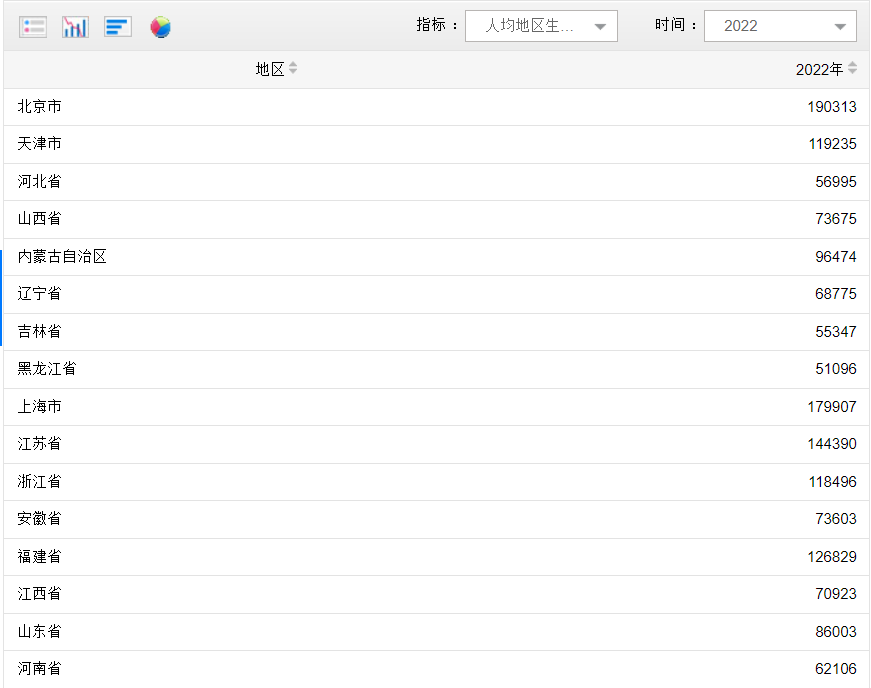 指标： 人均地区生... 时间： 2022
地区 2022年
北京市 190313
天津市 119235
河北省 56995
山西省 73675
内蒙古自治区 96474
辽宁省 68775
吉林省 55347
黑龙江省 51096
上海市 179907
江苏省 144390
浙江省 118496
安徽省 73603
福建省 126829
江西省 70923
山东省 86003
河南省 62106